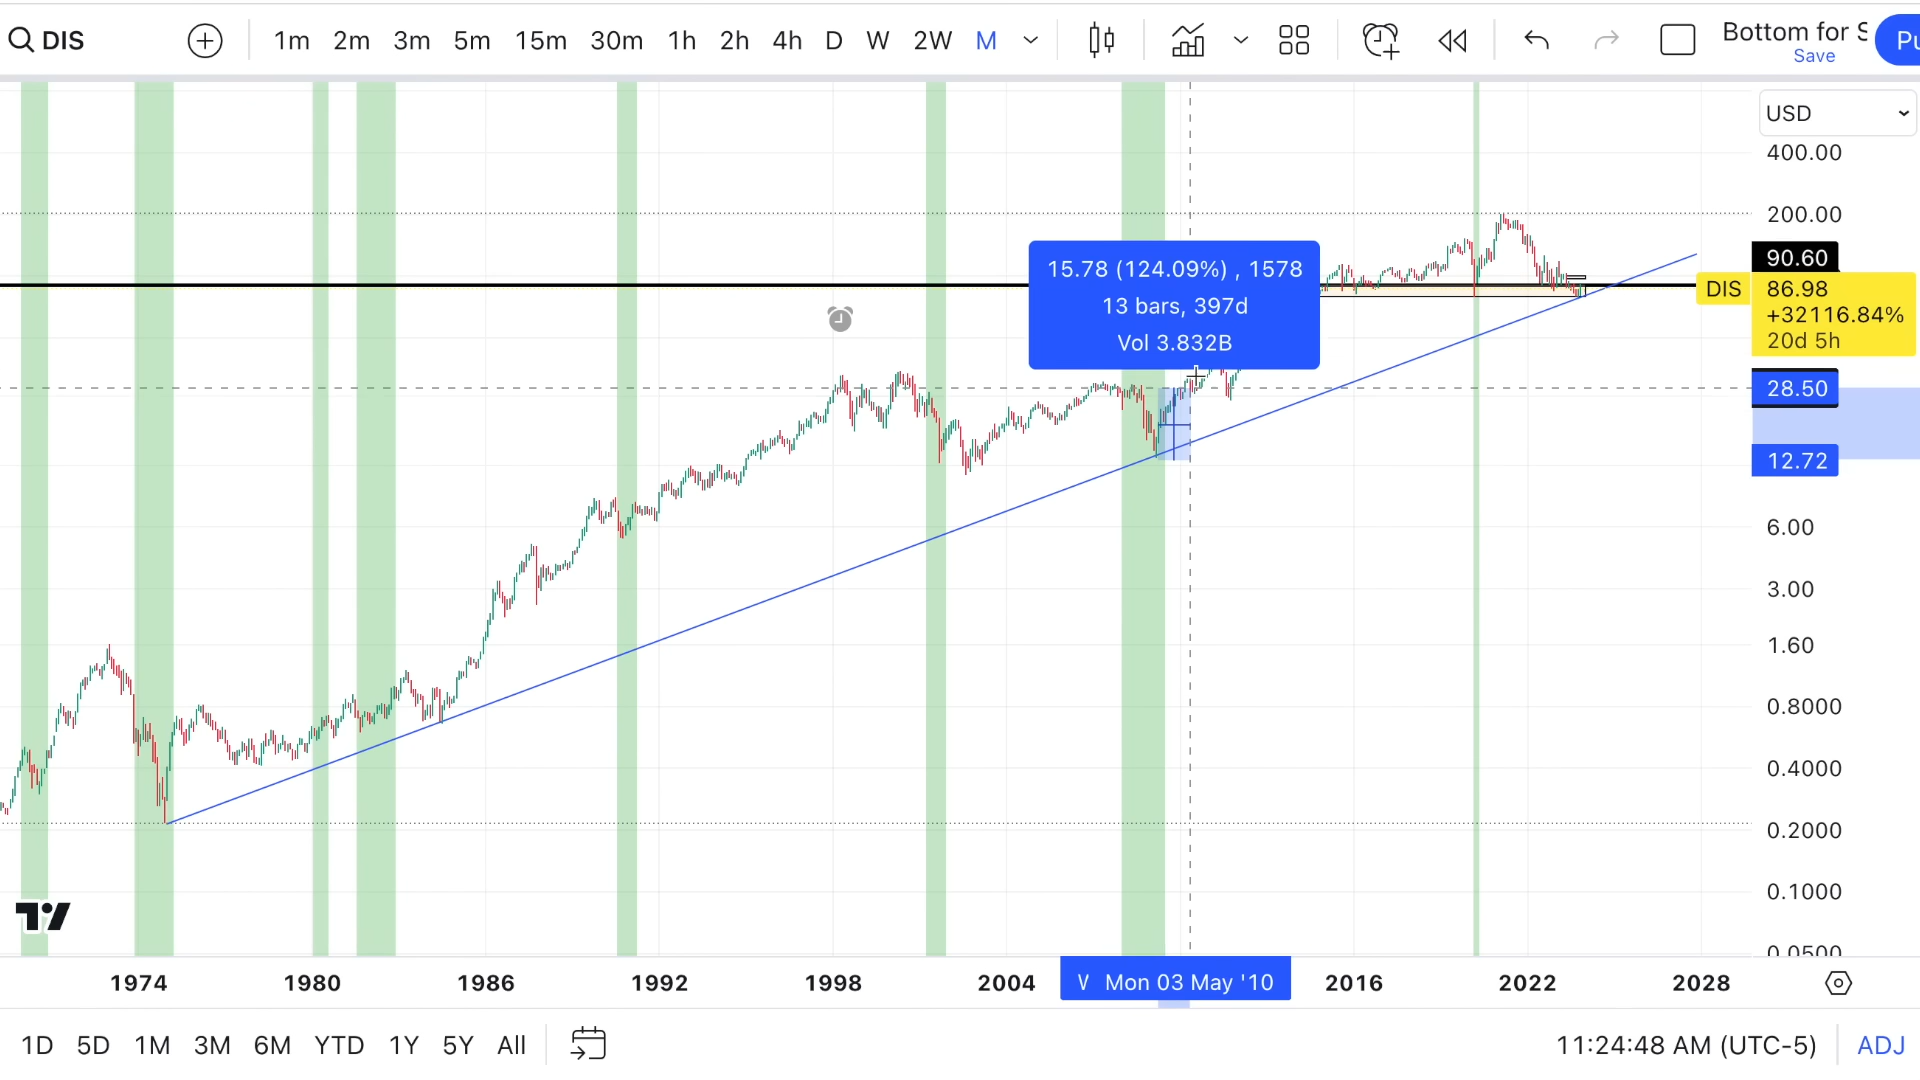 DIS 1m 2m 3m 5m 15m 30m 1h 2h 4h D W 2W M Bottom for S Pu
Save
USD
400.00
200.00
90.60
15.78 (124.09%) , 1578
13 bars, 397d
Vol 3.832B
DIS 86.98
+32116.84%
20d 5h
28.50
12.72
6.00
3.00
1.60
0.8000
0.4000
0.2000
0.1000
0.0500
1974 1980 1986 1992 1998 2004 Mon 03 May '10 2016 2022 2028
1D 5D 1M 3M 6M YTD 1Y 5Y All 11:24:48 AM (UTC-5) ADJ